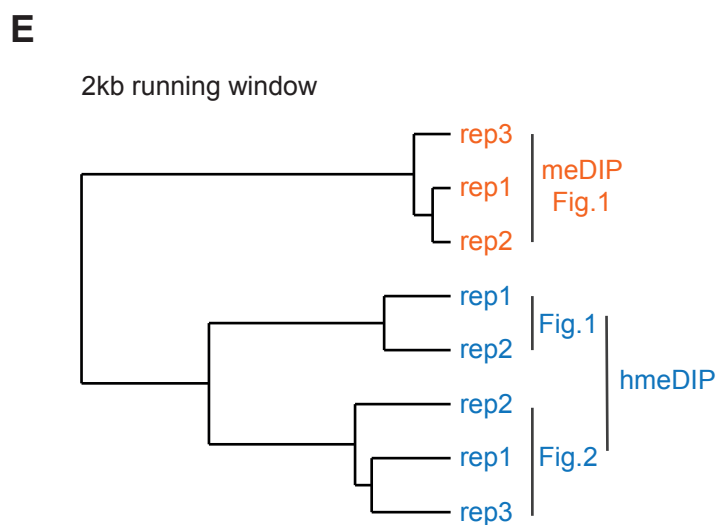 E
2kb running window
rep3
rep1
rep2
meDIP
Fig.1
rep1
rep2
Fig.1
rep2
rep1
rep3
Fig.2
hmeDIP